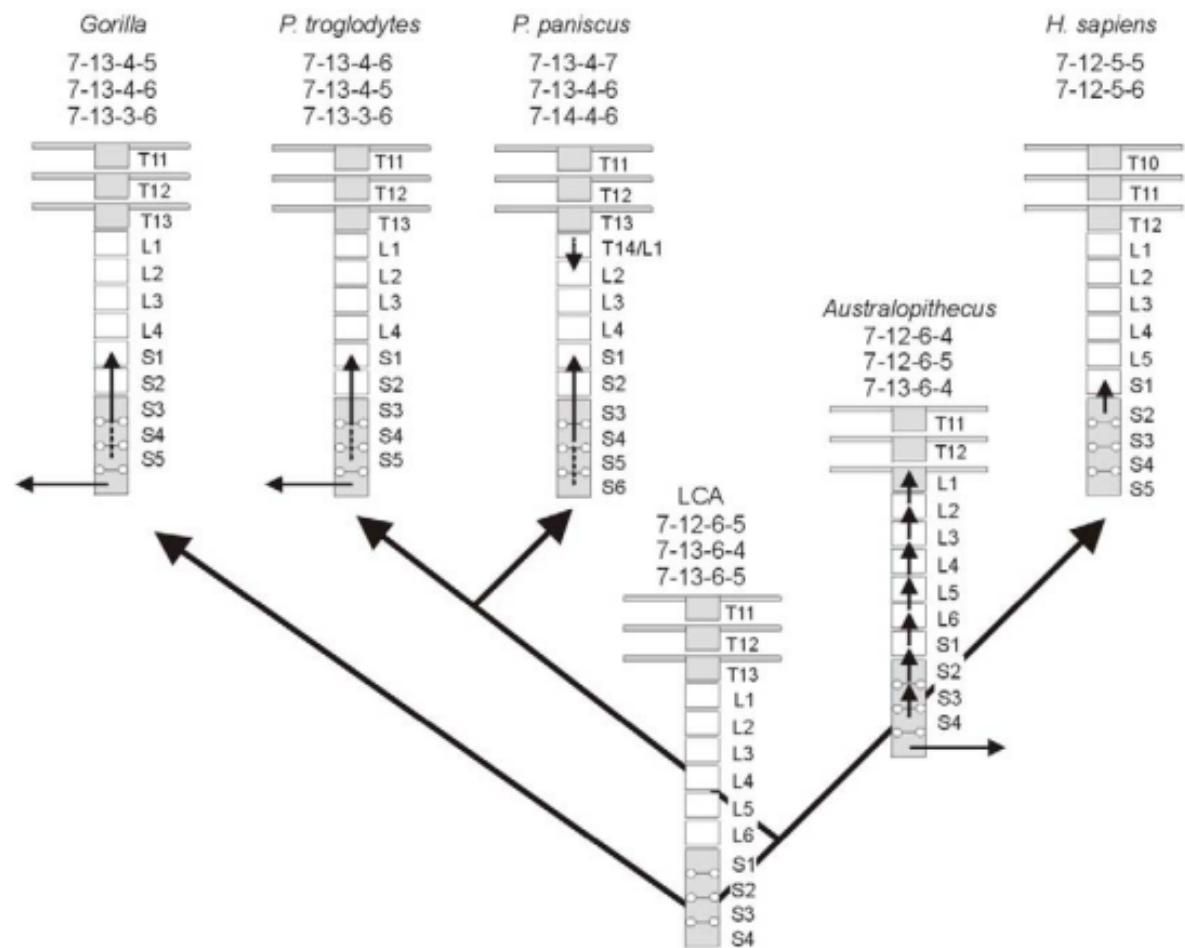 Gorilla
7-13-4-5
7-13-4-6
7-13-3-6
T11
T12
T13
L1
L2
L3
L4
S1
S2
S3
S4
S5
P. troglodytes
7-13-4-6
7-13-4-5
7-13-3-6
T11
T12
T13
L1
L2
L3
L4
S1
S2
S3
S4
S5
P. paniscus
7-13-4-7
7-13-4-6
7-14-4-6
T11
T12
T13
T14/L1
L2
L3
L4
S1
S2
S3
S4
S5
S6
LCA
7-12-6-5
7-13-6-4
7-13-6-5
T11
T12
T13
L1
L2
L3
L4
L5
L6
S1
S2
S3
S4
Australopithecus
7-12-6-4
7-12-6-5
7-13-6-4
T11
T12
L1
L2
L3
L4
L5
L6
S1
S2
S3
S4
H. sapiens
7-12-5-5
7-12-5-6
T10
T11
T12
L1
L2
L3
L4
L5
S1
S2
S3
S4
S5